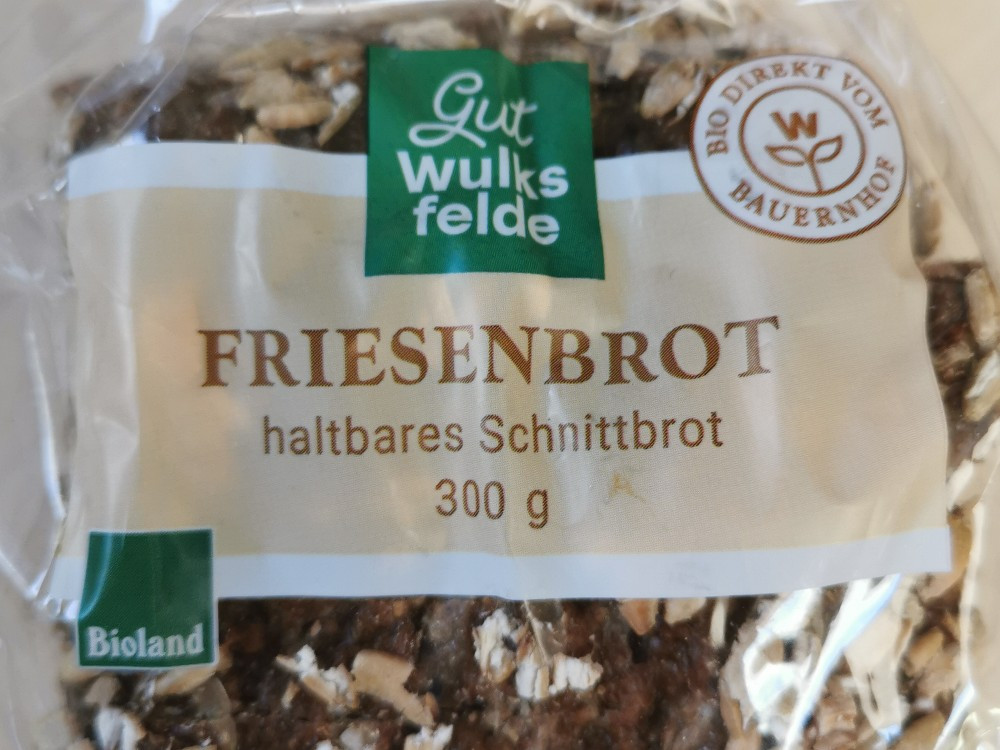 Gut
Wulks
felde
BIO DIREKT VOM
BAUERNHOF
W
FRIESENBROT
haltbares Schnittbrot
300 g
Bioland